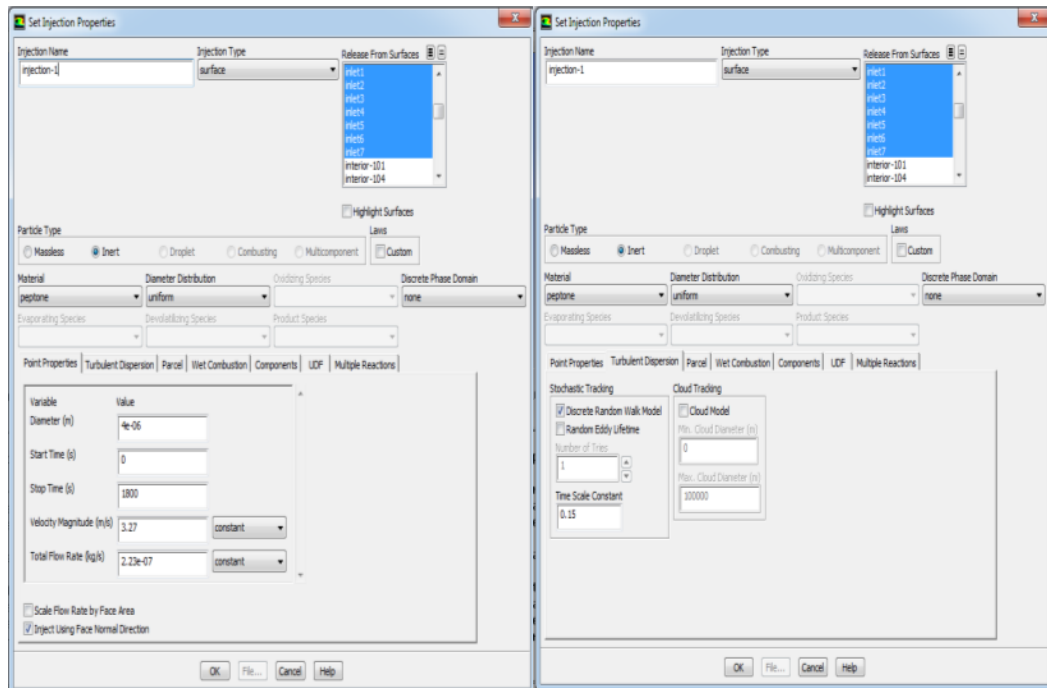 Set Injection Properties
Injection Name
injection-1
Injection Type
surface
Release From Surfaces
inlet1
inlet2
inlet3
inlet4
inlet5
inlet6
inlet7
interior-101
interior-104
Highlight Surfaces
Particle Type
Massless Inert Droplet Combusting Multicomponent
Laws
Custom
Material Diameter Distribution Oxidizing Species Discrete Phase Domain
peptone uniform none
Evaporating Species Devolatilizing Species Product Species
Point Properties Turbulent Dispersion Parcel Wet Combustion Components UDF Multiple Reactions
Variable Value
Diameter (m) 4e-06
Start Time (s) 0
Stop Time (s) 1800
Velocity Magnitude (m/s) 3.27 constant
Total Flow Rate (kg/s) 2.23e-07 constant
Scale Flow Rate by Face Area
Inject Using Face Normal Direction
OK File... Cancel Help
Set Injection Properties
Injection Name
injection-1
Injection Type
surface
Release From Surfaces
inlet1
inlet2
inlet3
inlet4
inlet5
inlet6
inlet7
interior-101
interior-104
Highlight Surfaces
Particle Type
Massless Inert Droplet Combusting Multicomponent
Laws
Custom
Material Diameter Distribution Oxidizing Species Discrete Phase Domain
peptone uniform none
Evaporating Species Devolatilizing Species Product Species
Point Properties Turbulent Dispersion Parcel Wet Combustion Components UDF Multiple Reactions
Stochastic Tracking
Discrete Random Walk Model
Random Eddy Lifetime
Number of Tries
1
Time Scale Constant
0.15
Cloud Tracking
Cloud Model
Min. Cloud Diameter (m)
0
Max. Cloud Diameter (m)
100000
OK File... Cancel Help